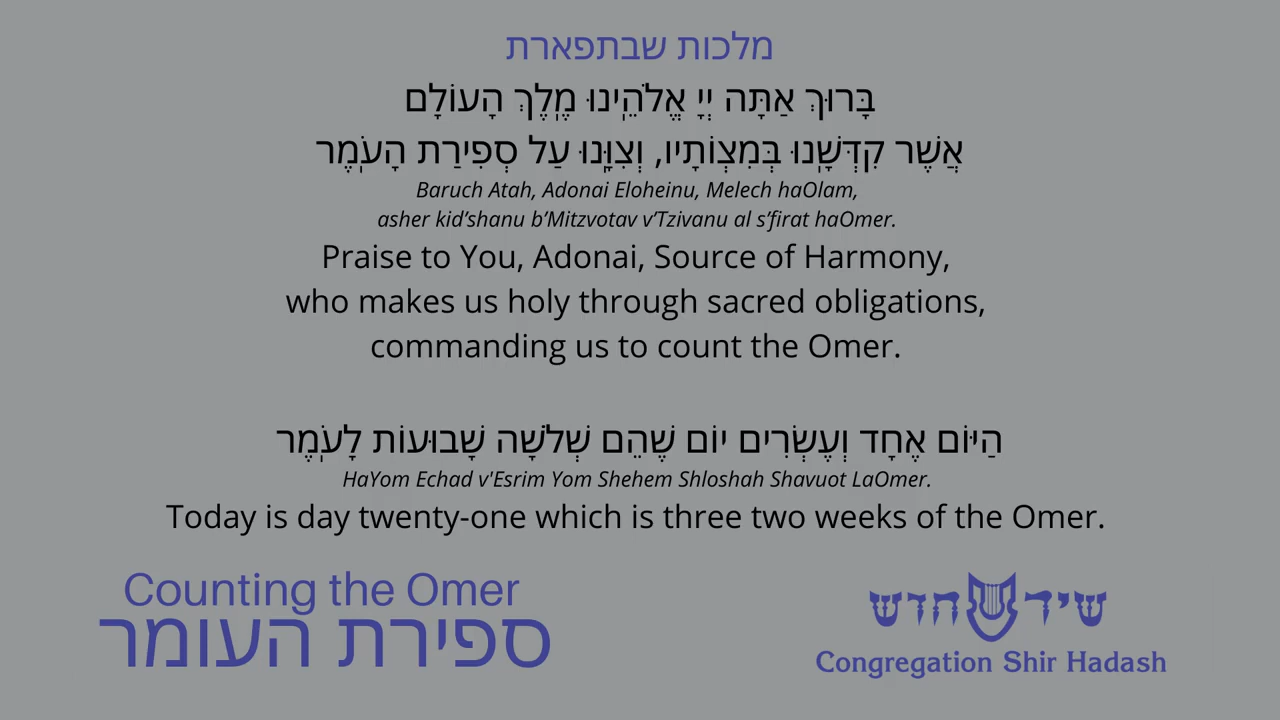 מלכות שבתפארת
בָּרוּךְ אַתָּה יְיָ אֱלֹהֵֽינוּ מֶֽלֶךְ הָעוֹלָם
אֲשֶׁר קִדְּשָֽׁנוּ בְּמִצְוֹתָיו, וְצִוָּֽנוּ עַל סְפִירַת הָעֹֽמֶר
Baruch Atah, Adonai Eloheinu, Melech haOlam,
asher kid’shanu b’Mitzvotav v’Tzivanu al s’firat haOmer.
Praise to You, Adonai, Source of Harmony,
who makes us holy through sacred obligations,
commanding us to count the Omer.
הַיּוֹם אֶחָד וְעֶשְׂרִים יוֹם שֶׁהֵם שְׁלֹשָׁה שָׁבוּעוֹת לָעֹֽמֶר
HaYom Echad v'Esrim Yom Shehem Shloshah Shavuot LaOmer.
Today is day twenty-one which is three two weeks of the Omer.
Counting the Omer
ספירת העומר
שיר חדש
Congregation Shir Hadash